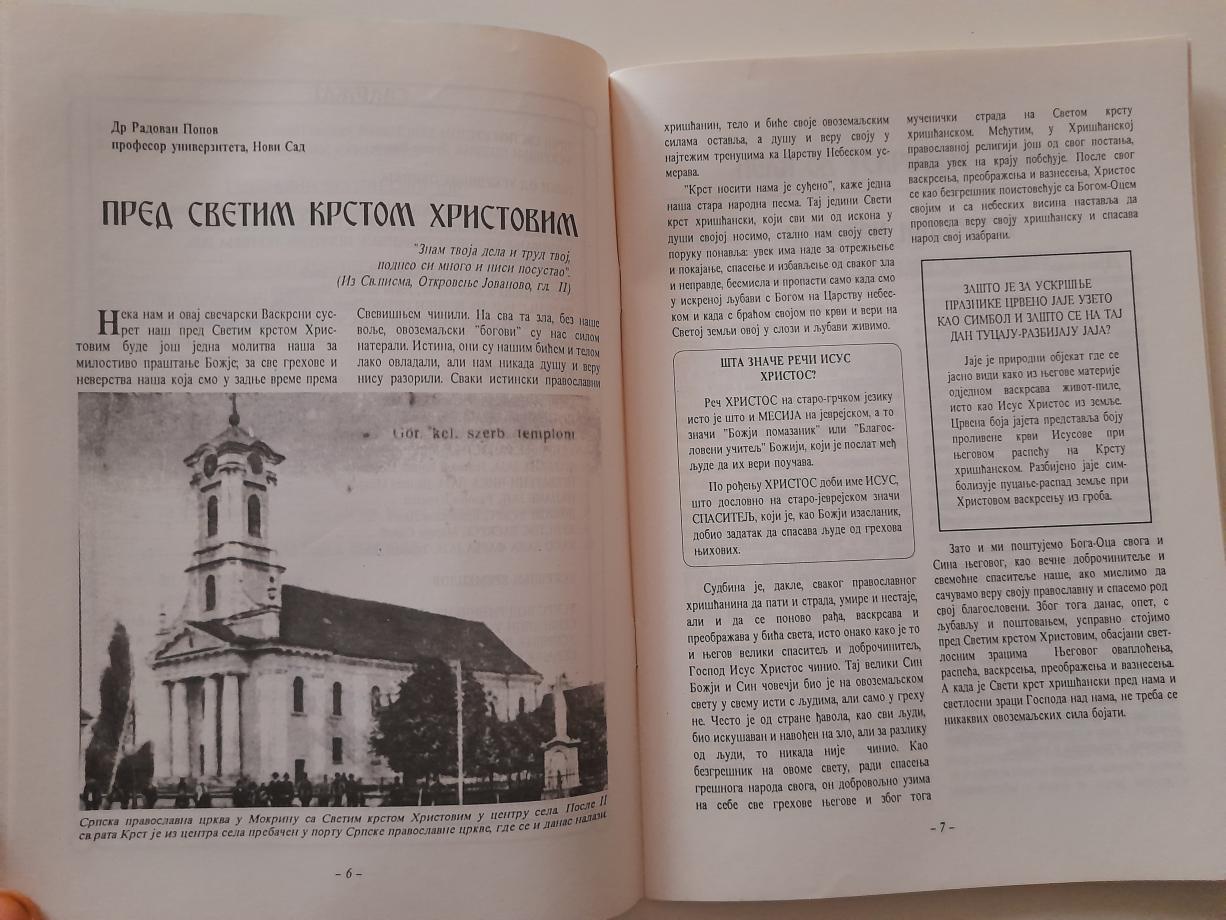 Др Радован Попов
професор универзитета, Нови Сад
ПРЕД СВЕТИМ КРСТОМ ХРИСТОВИМ
"Знам твоја дела и труд твој,
поднео си много и ниси посустао".
(Из Св.писма, Откровење Јованово, гл. II)
Нека нам и овај свечарски Васкрсни сус-
рет наш пред Светим крстом Хрис-
товим буде још једна молитва наша за
милостиво праштање Божје; за све грехове и
неверства наша која смо у задње време према
Свевишњем чинили. На сва та зла, без наше
воље, овоземаљски "богови" су нас силом
натерали. Истина, они су нашим бићем и телом
лако овладали, али нам никада душу и веру
нису разорили. Сваки истински православни
Gör. kel. szerb. templom
Српска православна црква у Мокрину са Светим крстом Христовим у центру села. После II
св.рата Крст је из центра села пребачен у порту Српске православне цркве, где се и данас налази.
- 6 -
хришћанин, тело и биће своје овоземаљским
силама оставља, а душу и веру своју у
најтежим тренуцима ка Царству Небеском ус-
мерава.
"Крст носити нама је суђено", каже једна
наша стара народна песма. Тај једини Свети
крст хришћански, који сви ми од искона у
души својој носимо, стално нам своју свету
поруку понавља: увек има наде за отрежњење
и покајање, спасење и избављење од сваког зла
и неправде, бесмисла и пропасти само када смо
у искреној љубави с Богом на Царству небес-
ком и када с браћом својом по крви и вери на
Светој земљи овој у слози и љубави живимо.
ШТА ЗНАЧЕ РЕЧИ ИСУС
ХРИСТОС?
Реч ХРИСТОС на старо-грчком језику
исто је што и МЕСИЈА на јеврејском, а то
значи "Божји помазаник" или "Благос-
ловени учитељ" Божији, који је послат међ
људе да их вери поучава.
По рођењу ХРИСТОС доби име ИСУС,
што дословно на старо-јеврејском значи
СПАСИТЕЉ, који је, као Божји изасланик,
добио задатак да спасава људе од грехова
њихових.
Судбина је, дакле, сваког православног
хришћанина да пати и страда, умире и нестаје,
али и да се поново рађа, васкрсава и
преображава у бића света, исто онако како је то
и његов велики спаситељ и доброчинитељ,
Господ Исус Христос чинио. Тај велики Син
Божји и Син човечји био је на овоземаљском
свету у свему исти с људима, али само у греху
не. Често је од стране ђавола, као сви људи,
био искушаван и навођен на зло, али за разлику
од људи, то никада није чинио. Као
безгрешник на овоме свету, ради спасења
грешнога народа свога, он добровољно узима
на себе све грехове његове и због тога
мученички страда на Светом крсту
хришћанском. Међутим, у Хришћанској
православној религији још од свог постања,
правда увек на крају побеђује. После свог
васкрсења, преображења и вазнесења, Христос
се као безгрешник поистовећује са Богом-Оцем
својим и са небеских висина наставља да
проповеда веру своју хришћанску и спасава
народ свој изабрани.
ЗАШТО ЈЕ ЗА УСКРШЊЕ
ПРАЗНИКЕ ЦРВЕНО ЈАЈЕ УЗЕТО
КАО СИМБОЛ И ЗАШТО СЕ НА ТАЈ
ДАН ТУЦАЈУ-РАЗБИЈАЈУ ЈАЈА?
Јаје је природни објекат где се
јасно види како из његове материје
одједном васкрсава живот-пиле,
исто као Исус Христос из земље.
Црвена боја јајета представља боју
проливене крви Исусове при
његовом распећу на Крсту
хришћанском. Разбијено јаје сим-
болизује пуцање-распад земље при
Христовом васкрсењу из гроба.
Зато и ми поштујемо Бога-Оца свога и
Сина његовог, као вечне доброчинитеље и
свемоћне спаситеље наше, ако мислимо да
сачувамо веру своју православну и спасемо род
свој благословени. Због тога данас, опет, с
љубављу и поштовањем, усправно стојимо
пред Светим крстом Христовим, обасјани свет-
лосним зрацима Његовог оваплоћења,
распећа, васкрсења, преображења и вазнесења.
А када је Свети крст хришћански пред нама и
светлосни зраци Господа над нама, не треба се
никаквих овоземаљских сила бојати.
- 7 -